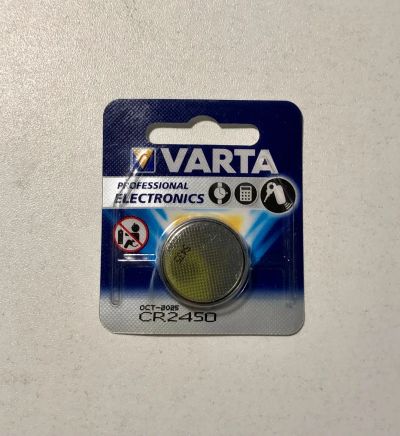 VARTA
PROFESSIONAL
ELECTRONICS
OCT-2025
CR2450